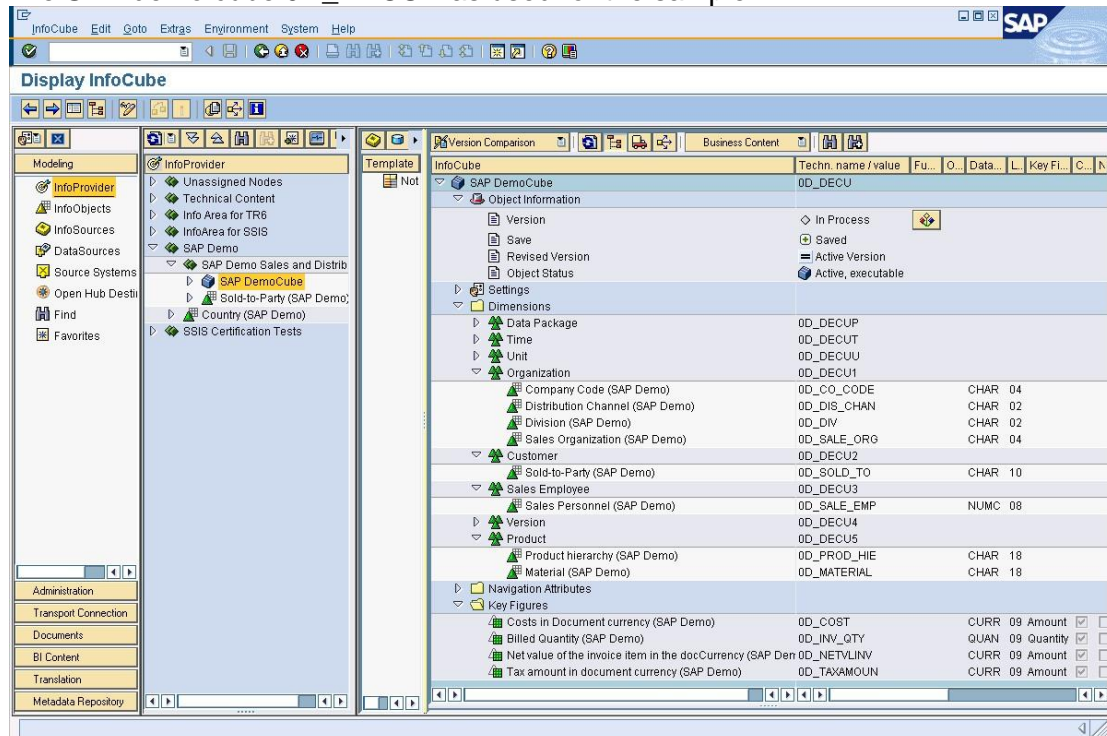 InfoCube Edit Goto Extras Environment System Help
SAP
Display InfoCube
Version Comparison Business Content
Modeling
InfoProvider
InfoObjects
InfoSources
DataSources
Source Systems
Open Hub Desti
Find
Favorites
Administration
Transport Connection
Documents
BI Content
Translation
Metadata Repository
InfoProvider
Unassigned Nodes
Technical Content
Info Area for TR6
InfoArea for SSIS
SAP Demo
SAP Demo Sales and Distrib
SAP DemoCube
Sold-to-Party (SAP Demo)
Country (SAP Demo)
SSIS Certification Tests
Template
Not
InfoCube Techn. name / value Fu... O... Data... L... Key Fi... C... N
SAP DemoCube 0D_DECU
Object Information
Version In Process
Save Saved
Revised Version Active Version
Object Status Active, executable
Settings
Dimensions
Data Package 0D_DECUP
Time 0D_DECUT
Unit 0D_DECUU
Organization 0D_DECU1
Company Code (SAP Demo) 0D_CO_CODE CHAR 04
Distribution Channel (SAP Demo) 0D_DIS_CHAN CHAR 02
Division (SAP Demo) 0D_DIV CHAR 02
Sales Organization (SAP Demo) 0D_SALE_ORG CHAR 04
Customer 0D_DECU2
Sold-to-Party (SAP Demo) 0D_SOLD_TO CHAR 10
Sales Employee 0D_DECU3
Sales Personnel (SAP Demo) 0D_SALE_EMP NUMC 08
Version 0D_DECU4
Product 0D_DECU5
Product hierarchy (SAP Demo) 0D_PROD_HIE CHAR 18
Material (SAP Demo) 0D_MATERIAL CHAR 18
Navigation Attributes
Key Figures
Costs in Document currency (SAP Demo) 0D_COST CURR 09 Amount
Billed Quantity (SAP Demo) 0D_INV_QTY QUAN 09 Quantity
Net value of the invoice item in the docCurrency (SAP Dem 0D_NETVLINV CURR 09 Amount
Tax amount in document currency (SAP Demo) 0D_TAXAMOUN CURR 09 Amount